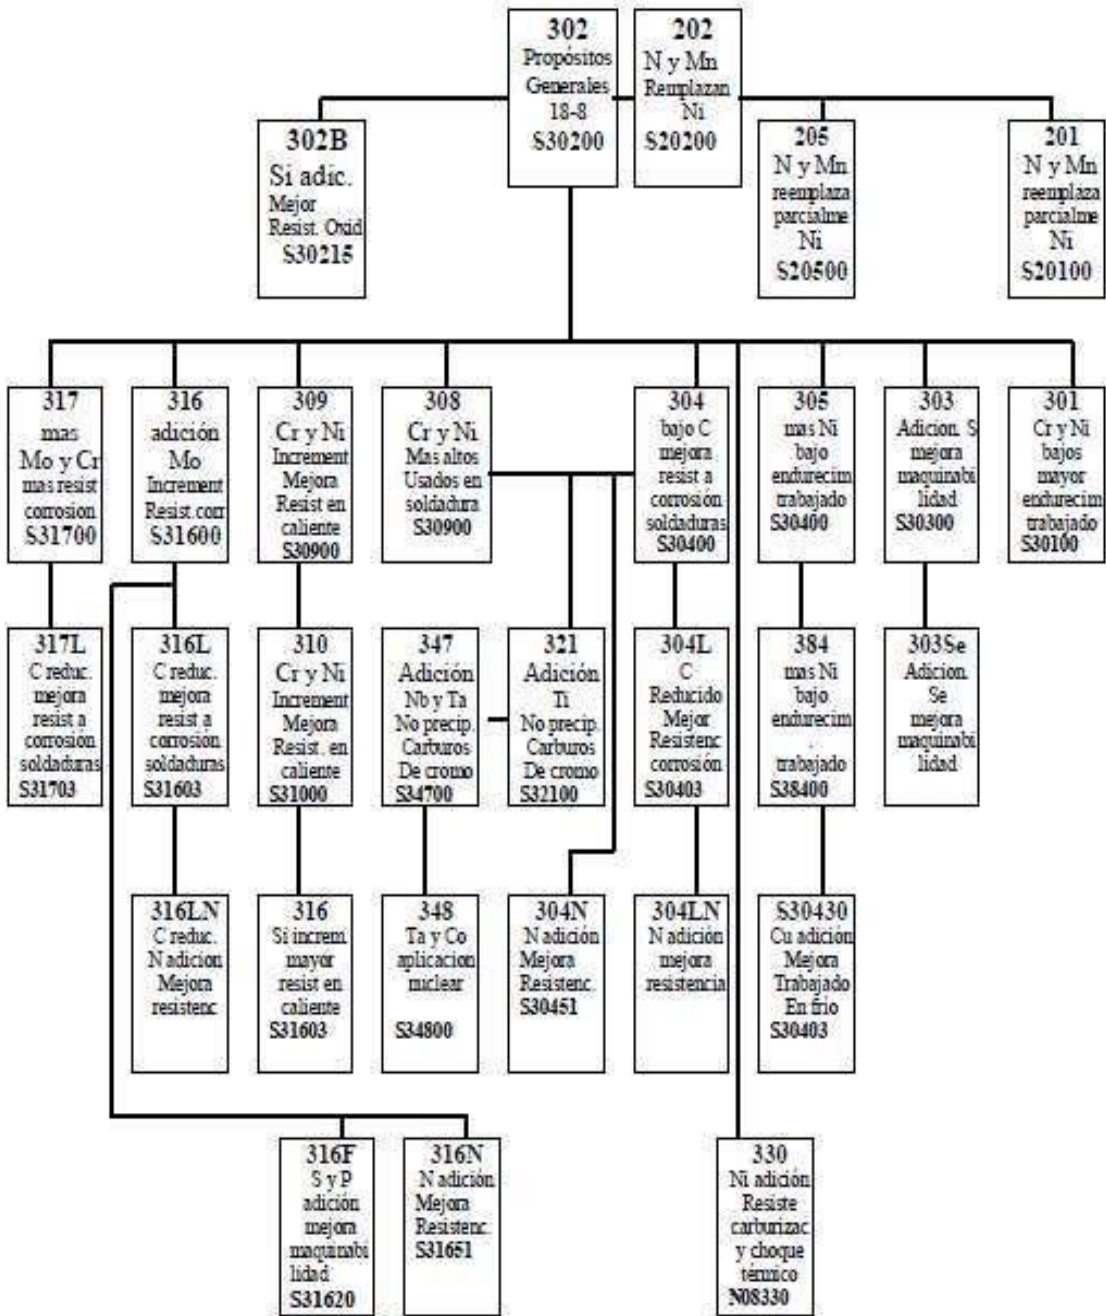 302
Propósitos
Generales
18-8
S30200
202
N y Mn
Remplazan
Ni
S20200
302B
Si adic.
Mejor
Resist. Oxid
S30215
205
N y Mn
reemplaza
parcialme
Ni
S20500
201
N y Mn
reemplaza
parcialme
Ni
S20100
317
mas
Mo y Cr
mas resist
corrosion
S31700
316
adición
Mo
Increment
Resist.corr
S31600
309
Cr y Ni
Increment
Mejora
Resist en
caliente
S30900
308
Cr y Ni
Mas altos
Usados en
soldadura
S30900
304
bajo C
mejora
resist a
corrosión
soldaduras
S30400
305
mas Ni
bajo
endurecim
trabajado
S30400
303
Adicion. S
mejora
maquinabi
lidad
S30300
301
Cr y Ni
bajos
mayor
endurecim
trabajado
S30100
317L
C reduc.
mejora
resist a
corrosión
soldaduras
S31703
316L
C reduc.
mejora
resist a
corrosión
soldaduras
S31603
310
Cr y Ni
Increment
Mejora
Resist. en
caliente
S31000
347
Adición
Nb y Ta
No precip.
Carburos
De cromo
S34700
321
Adición
Ti
No precip.
Carburos
De cromo
S32100
304L
C
Reducido
Mejor
Resistenc
corrosión
S30403
384
mas Ni
bajo
endurecim
.
trabajado
S38400
303Se
Adicion.
Se
mejora
maquinabi
lidad
316LN
C reduc.
N adicion
Mejora
resistenc
316
Si increm.
mayor
resist en
caliente
S31603
348
Ta y Co
aplicacion
nuclear
S34800
304N
N adición
Mejora
Resistenc.
S30451
304LN
N adición
mejora
resistencia
S30430
Cu adición
Mejora
Trabajado
En frío
S30403
316F
S y P
adición
mejora
maquinabi
lidad
S31620
316N
N adición
Mejora
Resistenc.
S31651
330
Ni adición
Resiste
carburizac
y choque
térmico
N08330